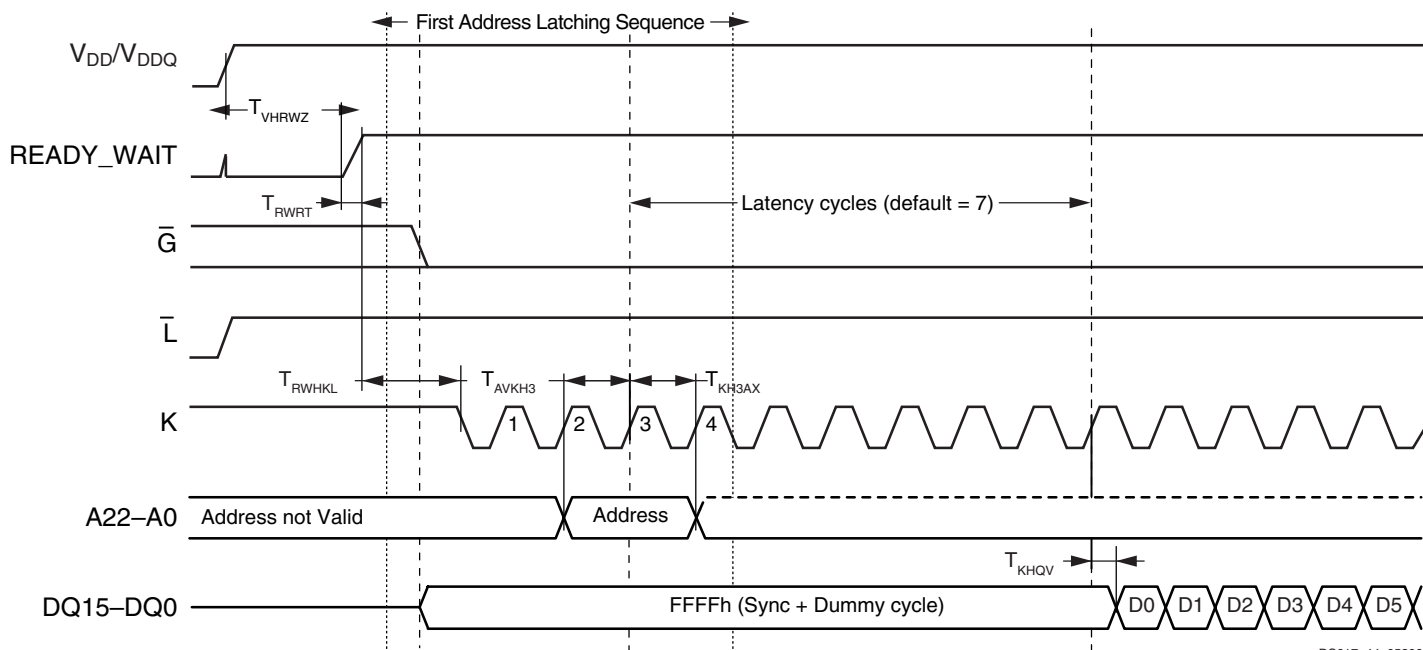 First Address Latching Sequence
VDD/VDDQ
TVHRWZ
READY_WAIT
TRWRT
Latency cycles (default = 7)
G
L
TRWHKL
TAVKH3
TKH3AX
K
1 2 3 4
A22–A0
Address not Valid
Address
TKHQV
DQ15–DQ0
FFFFh (Sync + Dummy cycle)
D0 D1 D2 D3 D4 D5